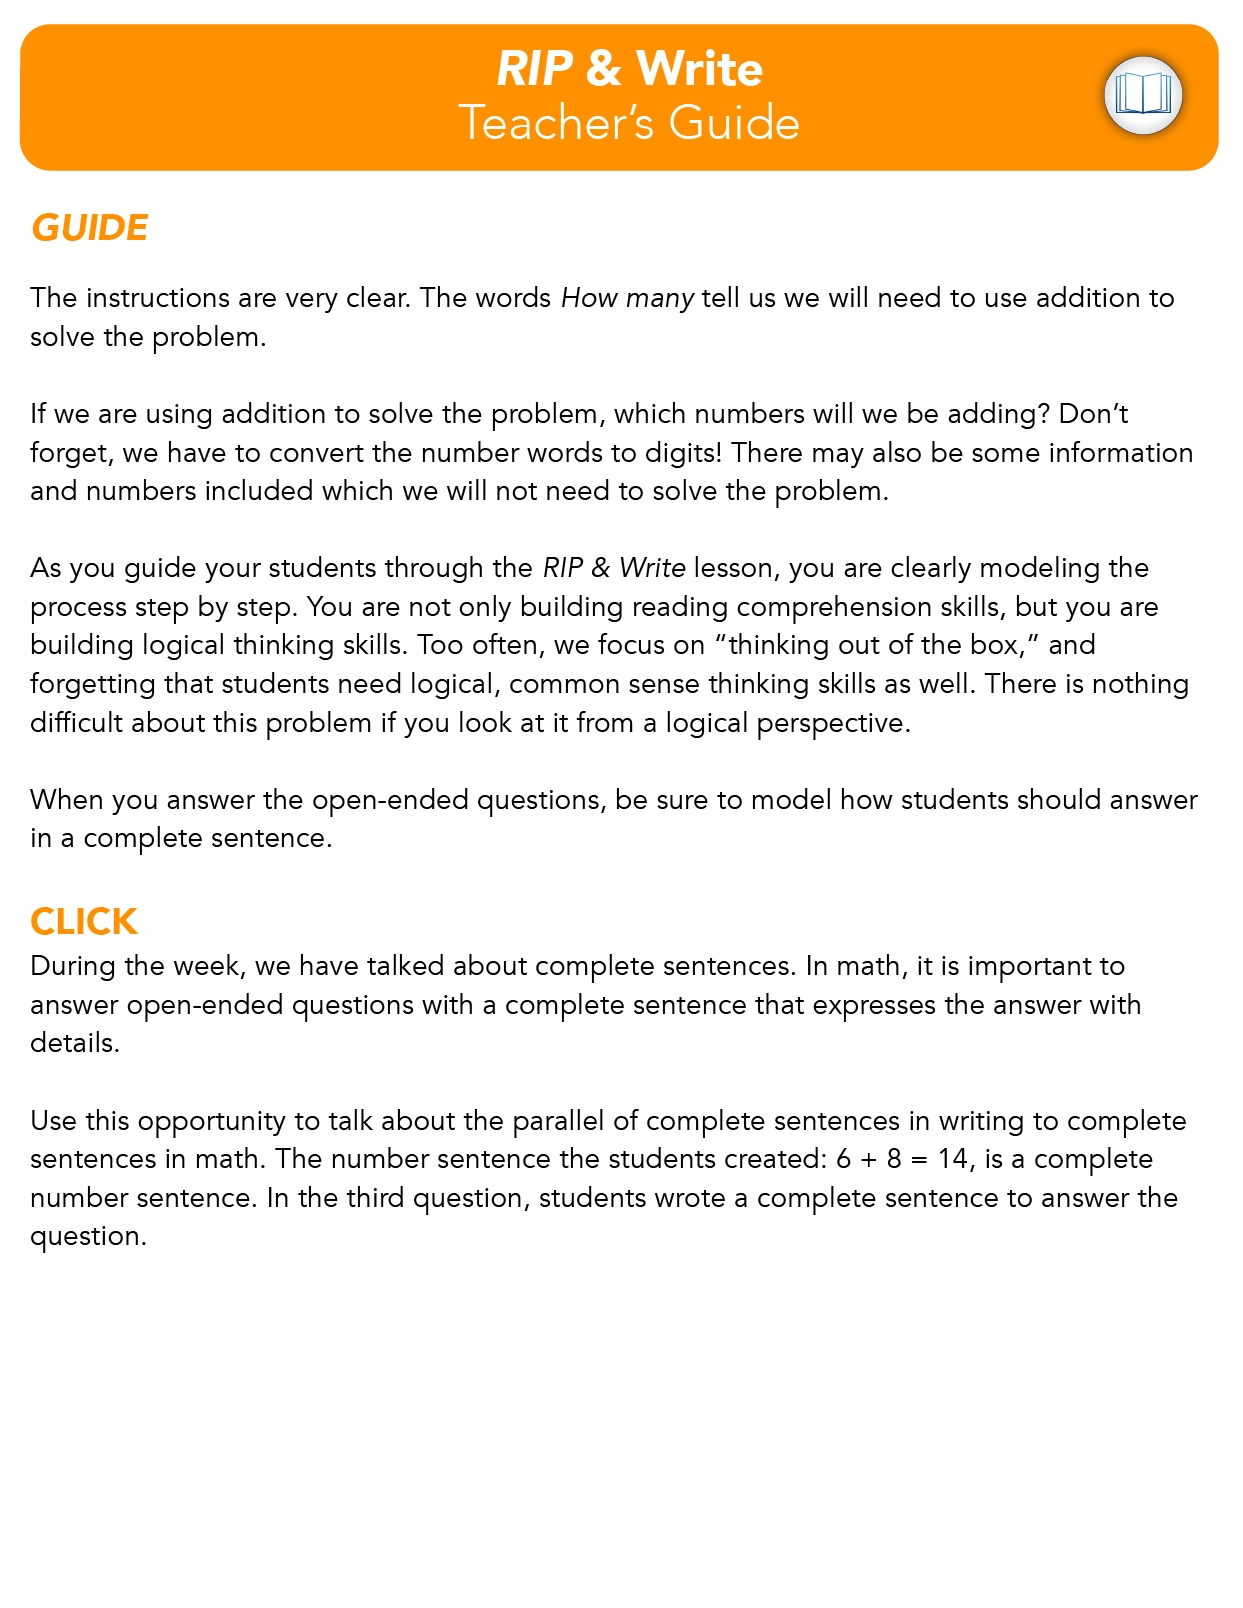 RIP & Write
Teacher’s Guide
GUIDE
The instructions are very clear. The words How many tell us we will need to use addition to
solve the problem.
If we are using addition to solve the problem, which numbers will we be adding? Don’t
forget, we have to convert the number words to digits! There may also be some information
and numbers included which we will not need to solve the problem.
As you guide your students through the RIP & Write lesson, you are clearly modeling the
process step by step. You are not only building reading comprehension skills, but you are
building logical thinking skills. Too often, we focus on “thinking out of the box,” and
forgetting that students need logical, common sense thinking skills as well. There is nothing
difficult about this problem if you look at it from a logical perspective.
When you answer the open-ended questions, be sure to model how students should answer
in a complete sentence.
CLICK
During the week, we have talked about complete sentences. In math, it is important to
answer open-ended questions with a complete sentence that expresses the answer with
details.
Use this opportunity to talk about the parallel of complete sentences in writing to complete
sentences in math. The number sentence the students created: 6 + 8 = 14, is a complete
number sentence. In the third question, students wrote a complete sentence to answer the
question.